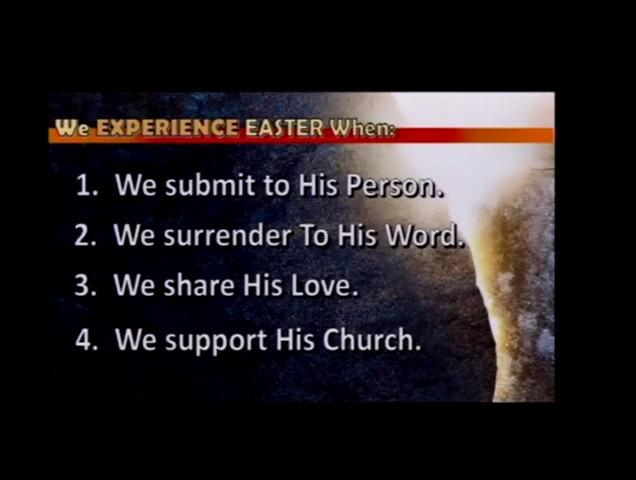 We EXPERIENCE EASTER When:
1. We submit to His Person.
2. We surrender To His Word.
3. We share His Love.
4. We support His Church.